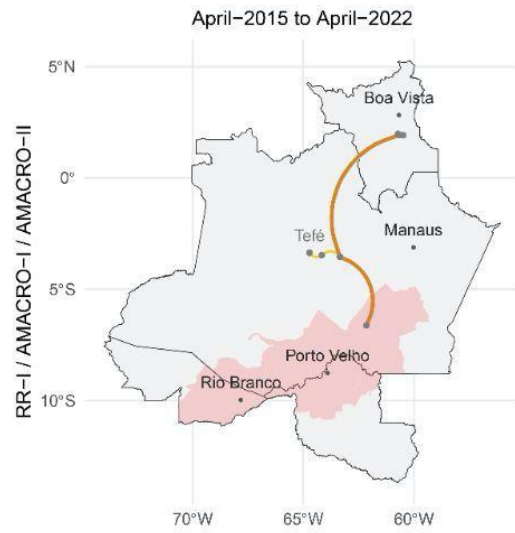 April−2015 to April−2022
RR−I / AMACRO−I / AMACRO−II
5°N
0°
5°S
10°S
Boa Vista
Tefé
Manaus
Porto Velho
Rio Branco
70°W
65°W
60°W